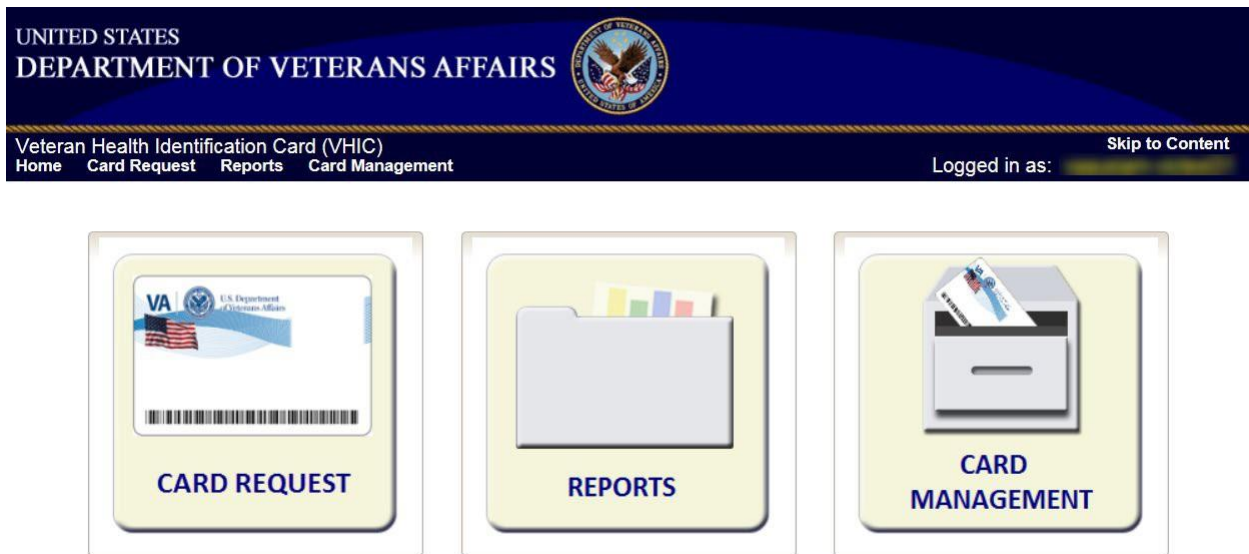 UNITED STATES
DEPARTMENT OF VETERANS AFFAIRS
Veteran Health Identification Card (VHIC)
Skip to Content
Home Card Request Reports Card Management
Logged in as:
VA
U.S. Department
of Veterans Affairs
CARD REQUEST
REPORTS
VA
CARD
MANAGEMENT